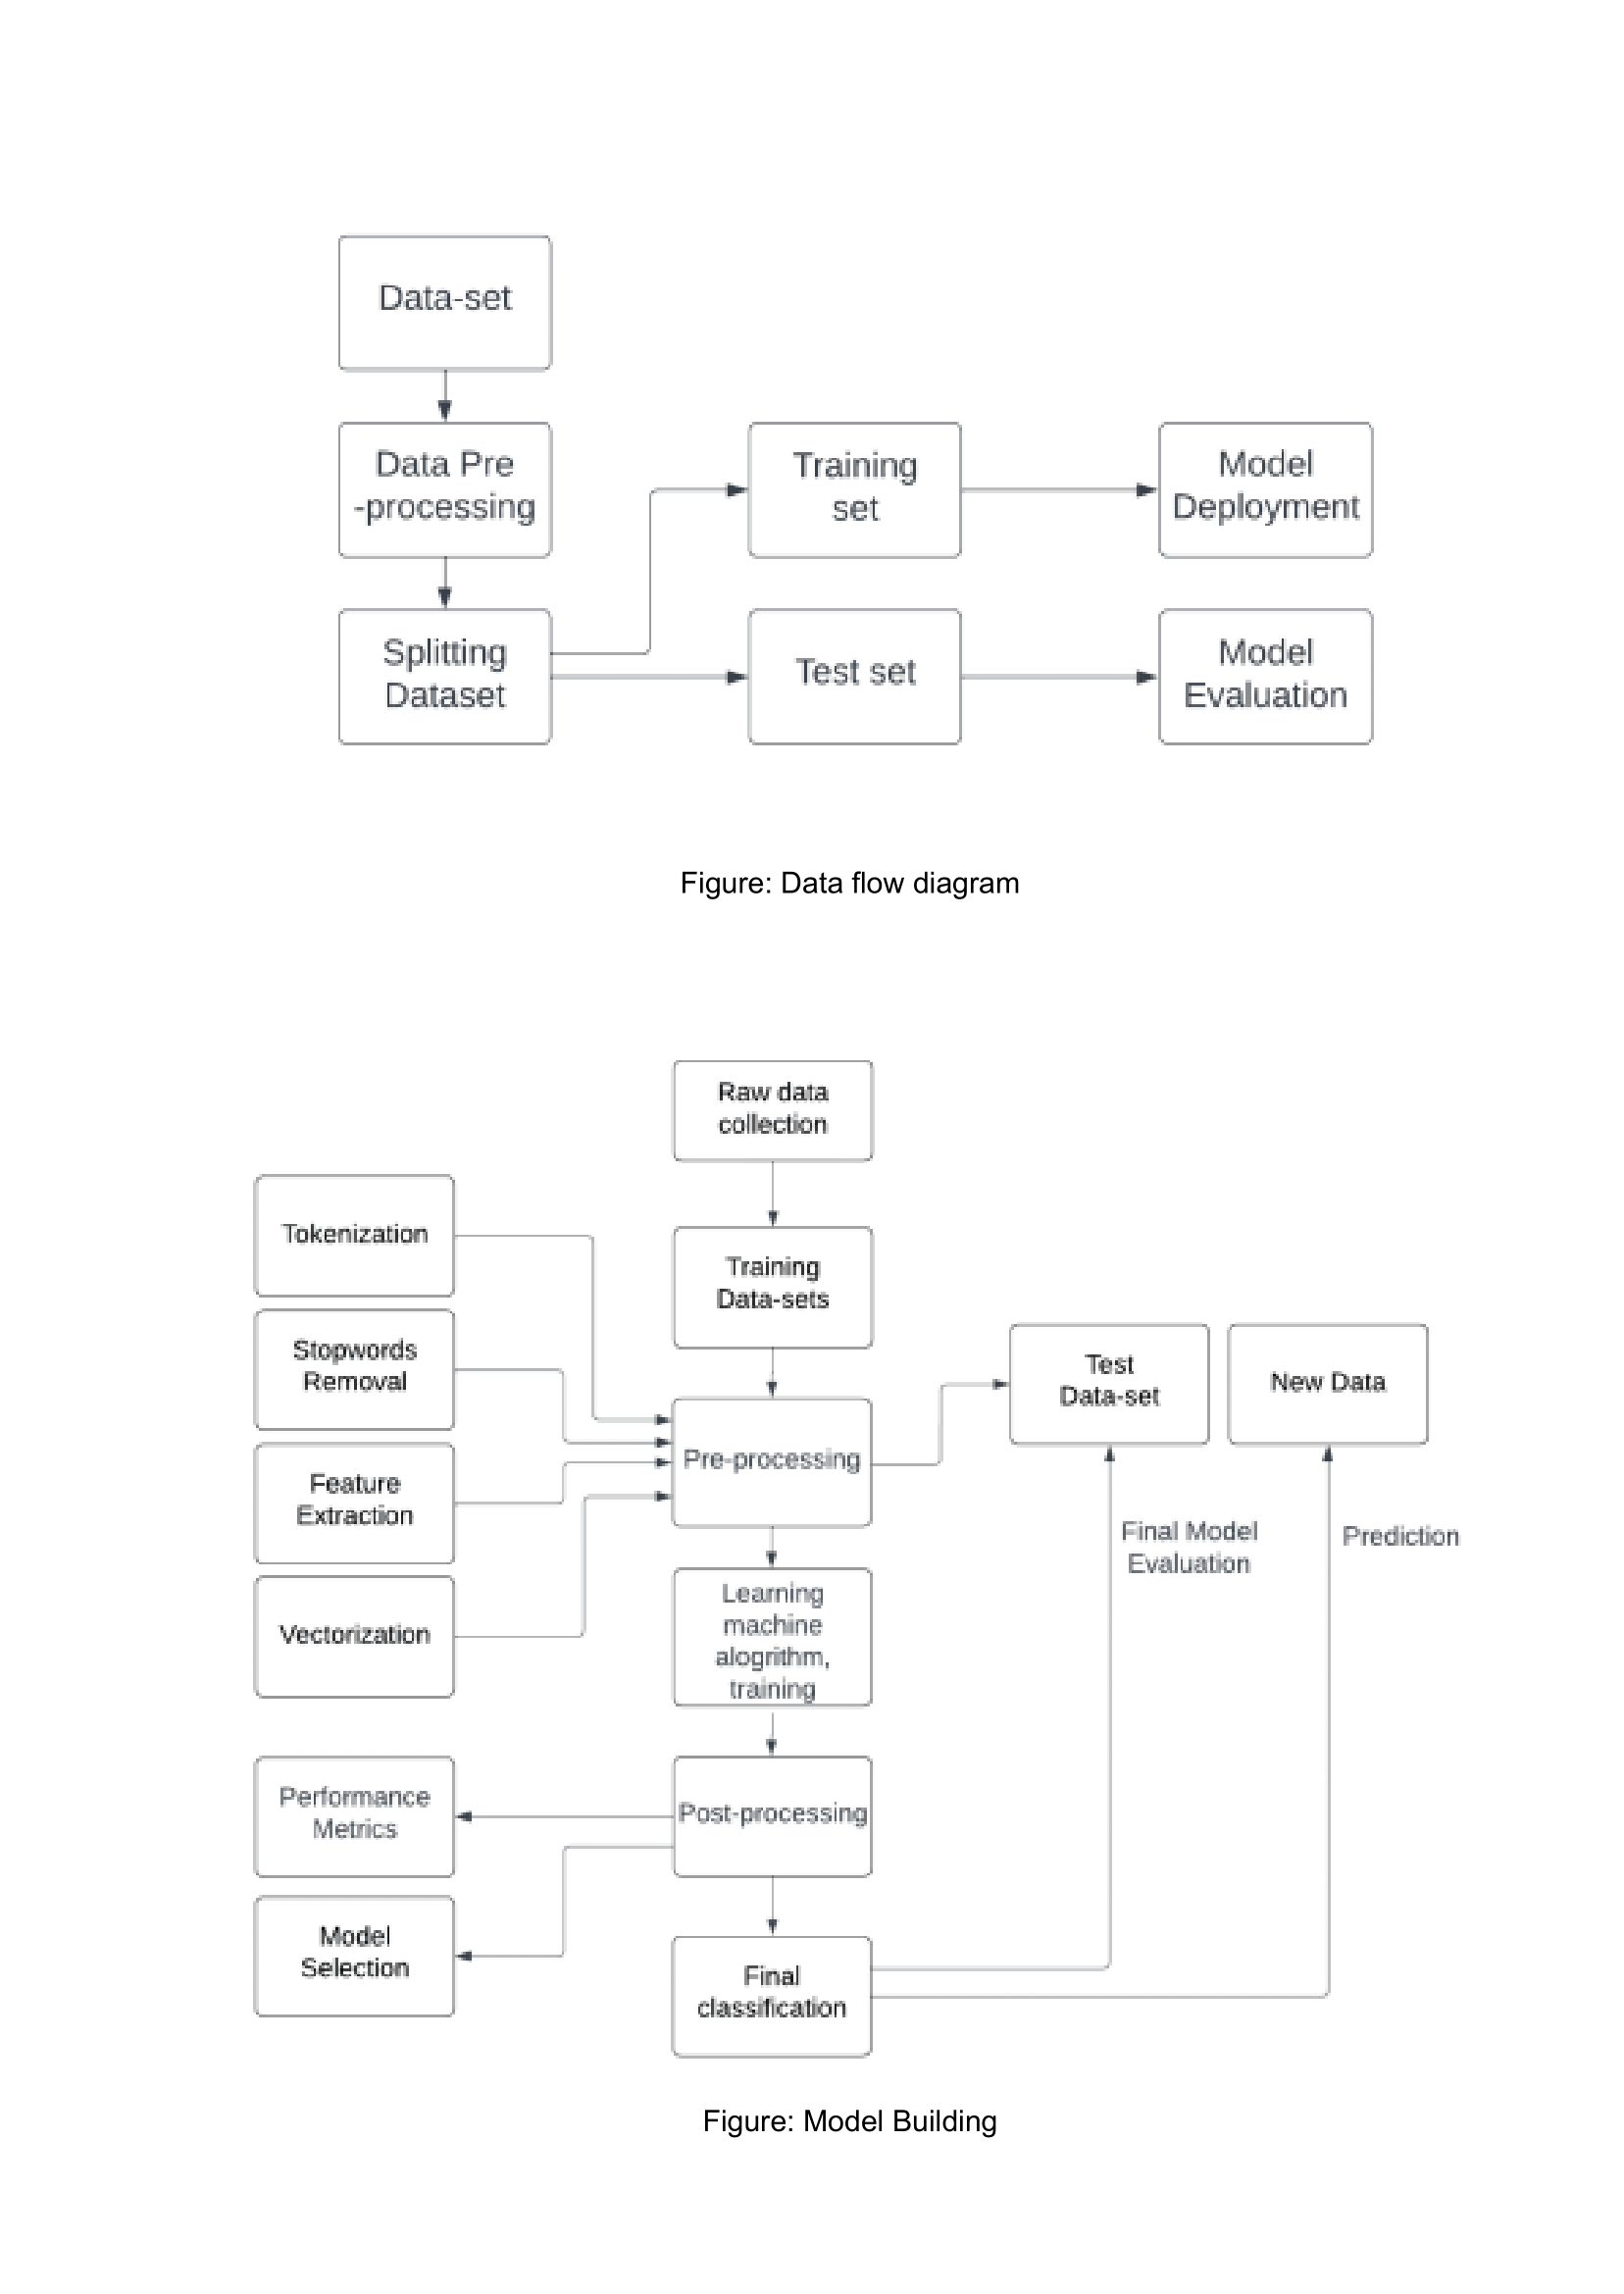 Data-set
Data Pre
-processing
Training
set
Model
Deployment
Splitting
Dataset
Test set
Model
Evaluation
Figure: Data flow diagram
Raw data
collection
Tokenization
Training
Data-sets
Stopwords
Removal
Test
Data-set
New Data
Feature
Extraction
Pre-processing
Final Model
Evaluation
Prediction
Vectorization
Learning
machine
alogrithm,
training
Performance
Metrics
Post-processing
Model
Selection
Final
classification
Figure: Model Building